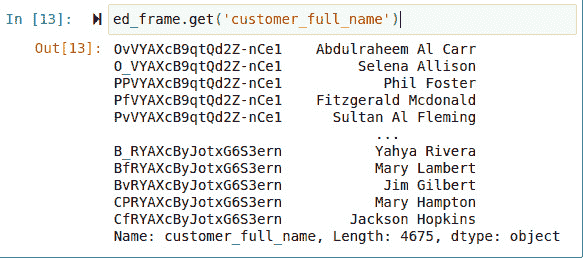 In [13]: ed_frame.get('customer_full_name')
Out[13]: OvVYAXcB9qtQd2Z-nCe1 Abdulraheem Al Carr
O_VYAXcB9qtQd2Z-nCe1 Selena Allison
PPVYAXcB9qtQd2Z-nCe1 Phil Foster
PfVYAXcB9qtQd2Z-nCe1 Fitzgerald Mcdonald
PvVYAXcB9qtQd2Z-nCe1 Sultan Al Fleming
...
B_RYAXcByJotxG6S3ern Yahya Rivera
BfRYAXcByJotxG6S3ern Mary Lambert
BvRYAXcByJotxG6S3ern Jim Gilbert
CPRYAXcByJotxG6S3ern Mary Hampton
CfRYAXcByJotxG6S3ern Jackson Hopkins
Name: customer_full_name, Length: 4675, dtype: object